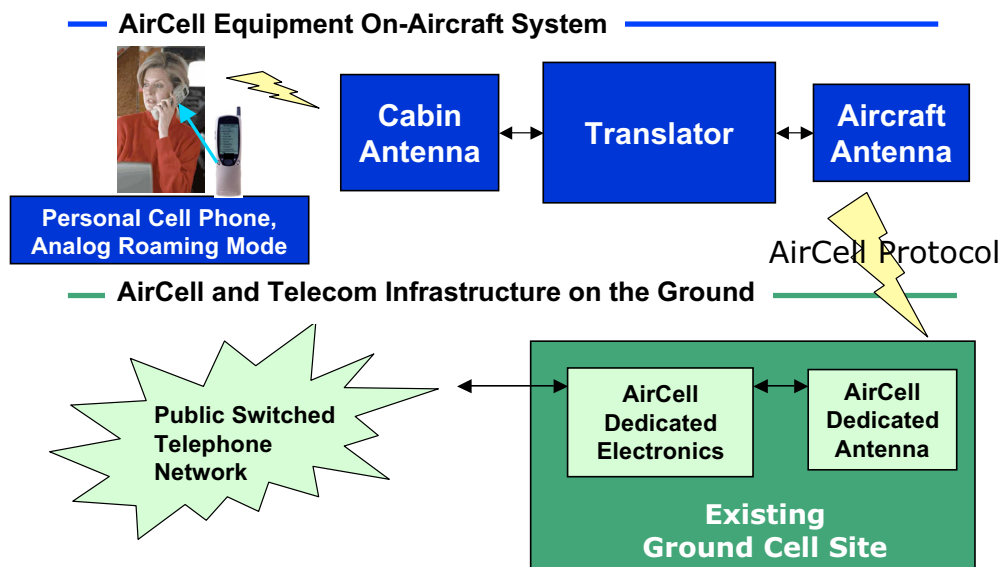 AirCell Equipment On-Aircraft System
Cabin
Antenna
Translator
Aircraft
Antenna
Personal Cell Phone,
Analog Roaming Mode
AirCell Protocol
AirCell and Telecom Infrastructure on the Ground
Public Switched
Telephone
Network
AirCell
Dedicated
Electronics
AirCell
Dedicated
Antenna
Existing
Ground Cell Site